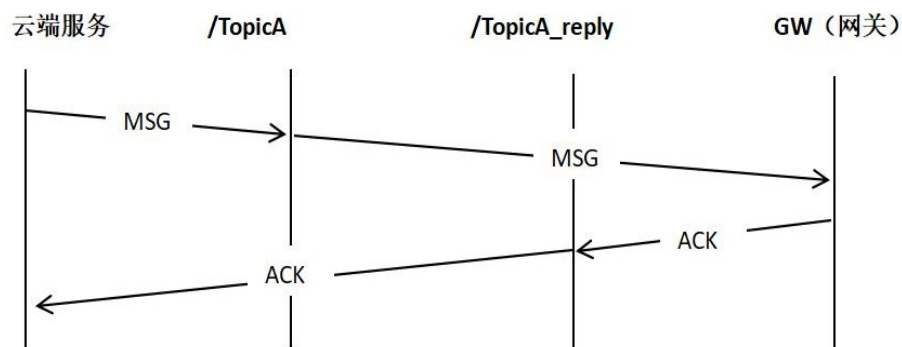 云端服务 /TopicA /TopicA_reply GW（网关）
MSG
MSG
ACK
ACK